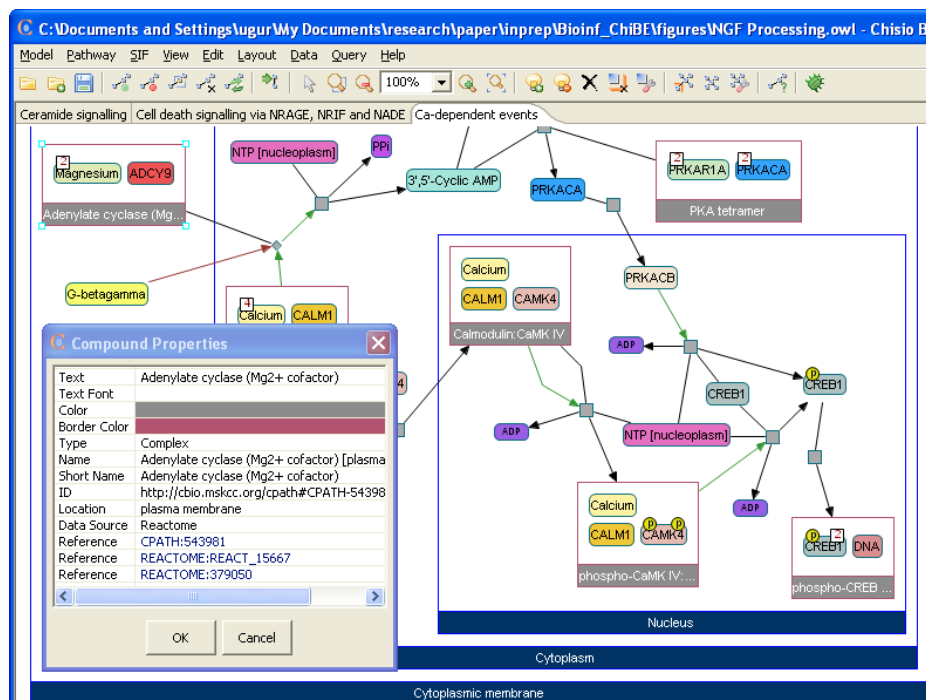 C:\Documents and Settings\ugur\My Documents\research\paper\inprep\Bioinf_ChiBE\figures\NGF Processing.owl - Chisio B
Model Pathway SIF View Edit Layout Data Query Help
100%
Ceramide signalling Cell death signalling via NRAGE, NRIF and NADE Ca-dependent events
2
Magnesium ADCY9
Adenylate cyclase (Mg...
NTP [nucleoplasm]
PPi
3',5'-Cyclic AMP
PRKACA
2 2
PRKAR1A PRKACA
PKA tetramer
G-betagamma
4
Calcium CALM1
Calcium
CALM1 CAMK4
Calmodulin:CaMK IV
PRKACB
ADP
CREB1
P
CREB1
ADP
NTP [nucleoplasm]
ADP
Calcium
P P
CALM1 CAMK4
phospho-CaMK IV:...
P 2
CREB1 DNA
phospho-CREB ...
Nucleus
Cytoplasm
Cytoplasmic membrane
4
Compound Properties
Text Adenylate cyclase (Mg2+ cofactor)
Text Font
Color
Border Color
Type Complex
Name Adenylate cyclase (Mg2+ cofactor) [plasma
Short Name Adenylate cyclase (Mg2+ cofactor)
ID http://cbio.mskcc.org/cpath#CPATH-54398
Location plasma membrane
Data Source Reactome
Reference CPATH:543981
Reference REACTOME:REACT_15667
Reference REACTOME:379050
OK Cancel